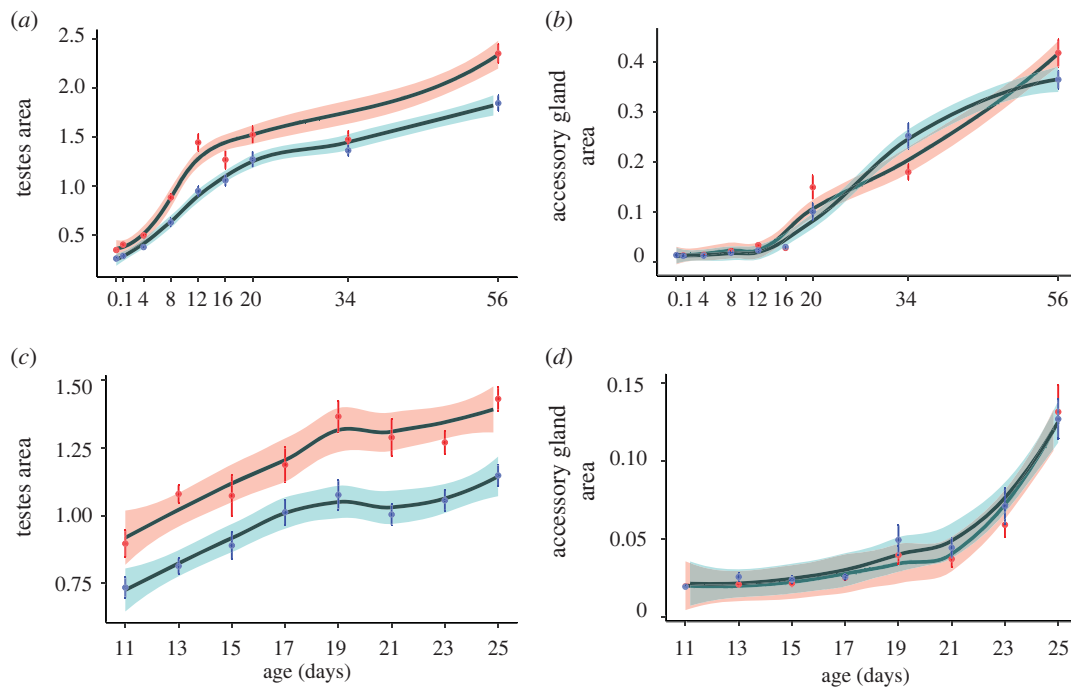 (a)
2.5
2.0
1.5
1.0
0.5
testes area
0.1 4 8 12 16 20 34 56
(b)
0.4
0.3
0.2
0.1
0
accessory gland
area
0.1 4 8 12 16 20 34 56
(c)
1.50
1.25
1.00
0.75
testes area
11 13 15 17 19 21 23 25
age (days)
(d)
0.15
0.10
0.05
0
accessory gland
area
11 13 15 17 19 21 23 25
age (days)